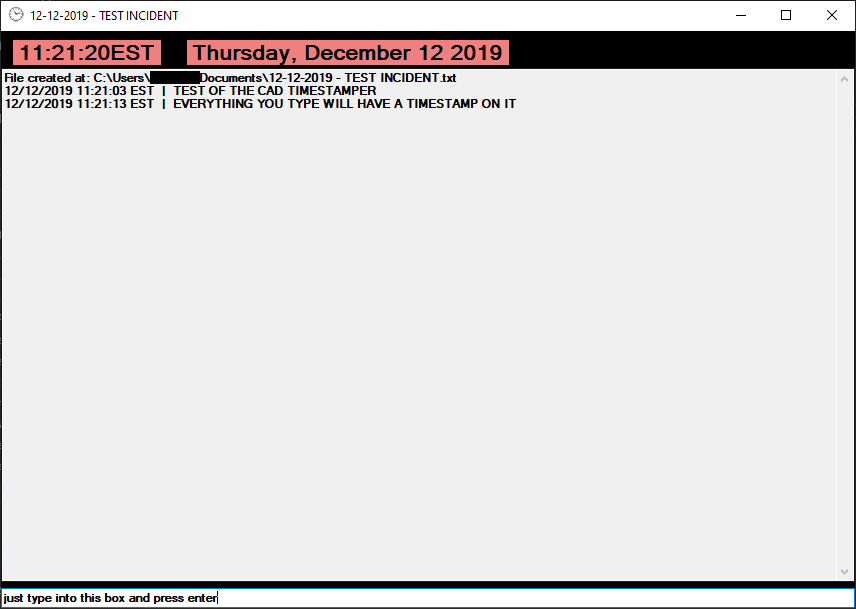 12-12-2019 - TEST INCIDENT
11:21:20EST Thursday, December 12 2019
File created at: C:\Users\ Documents\12-12-2019 - TEST INCIDENT.txt
12/12/2019 11:21:03 EST | TEST OF THE CAD TIMESTAMPER
12/12/2019 11:21:13 EST | EVERYTHING YOU TYPE WILL HAVE A TIMESTAMP ON IT
just type into this box and press enter